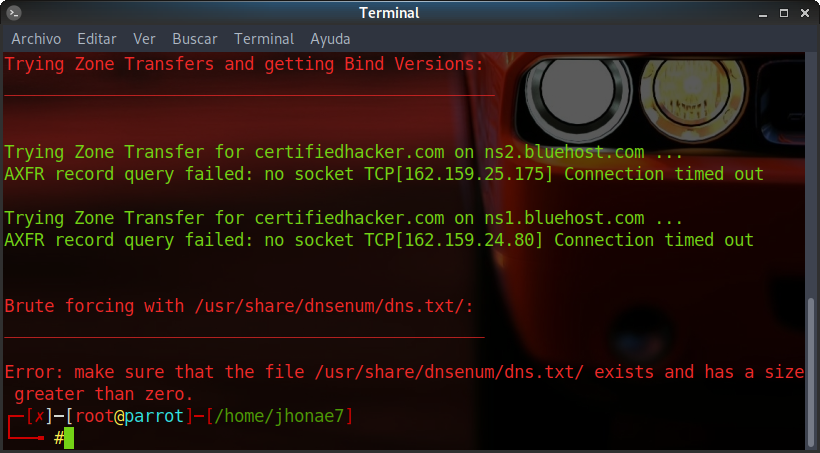 Terminal
Archivo Editar Ver Buscar Terminal Ayuda
Trying Zone Transfers and getting Bind Versions:
Trying Zone Transfer for certifiedhacker.com on ns2.bluehost.com ...
AXFR record query failed: no socket TCP[162.159.25.175] Connection timed out
Trying Zone Transfer for certifiedhacker.com on ns1.bluehost.com ...
AXFR record query failed: no socket TCP[162.159.24.80] Connection timed out
Brute forcing with /usr/share/dnsenum/dns.txt/:
Error: make sure that the file /usr/share/dnsenum/dns.txt/ exists and has a size
greater than zero.
┌─[✗]─[root@parrot]─[/home/jhonae7]
└──╼ #